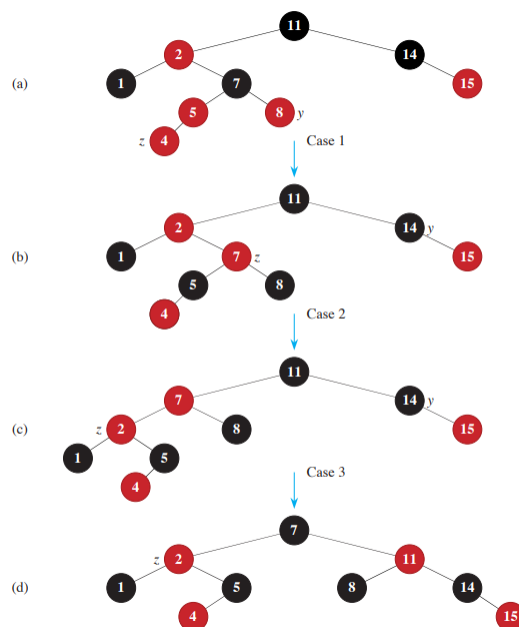 11
2 14
(a) 1 7 15
5 8 y
z 4 Case 1
11
2 14 y
(b) 1 7 z 15
5 8
4 Case 2
11
7 14 y
(c) z 2 8 15
1 5
4 Case 3
7
z 2 11
(d) 1 5 8 14
4 15